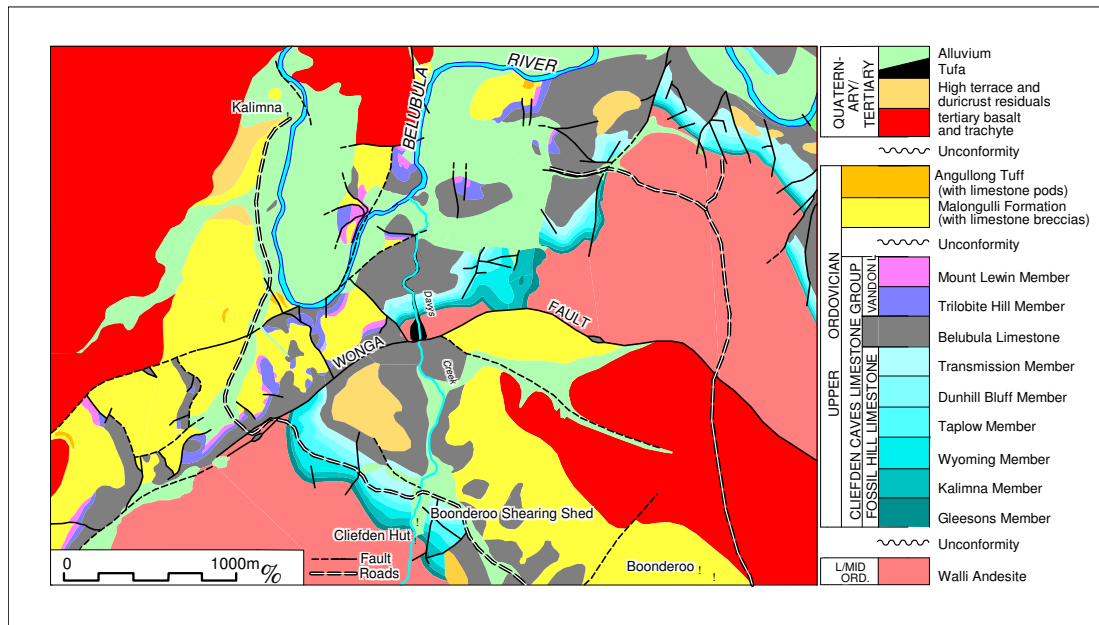 RIVER
BELUBULA
Kalimna
Davys
FAULT
WONGA
Creek
Boonderoo Shearing Shed
Cliefden Hut !
!
Boonderoo ! !
0 1000m %
Fault
Roads
QUATERN-
ARY/
TERTIARY
Alluvium
Tufa
High terrace and
duricrust residuals
tertiary basalt
and trachyte
Unconformity
UPPER ORDOVICIAN
Angullong Tuff
(with limestone pods)
Malongulli Formation
(with limestone breccias)
Unconformity
CLIEFDEN CAVES LIMESTONE GROUP
VANDON L
Mount Lewin Member
Trilobite Hill Member
Belubula Limestone
FOSSIL HILL LIMESTONE
Transmission Member
Dunhill Bluff Member
Taplow Member
Wyoming Member
Kalimna Member
Gleesons Member
Unconformity
L/MID
ORD.
Walli Andesite